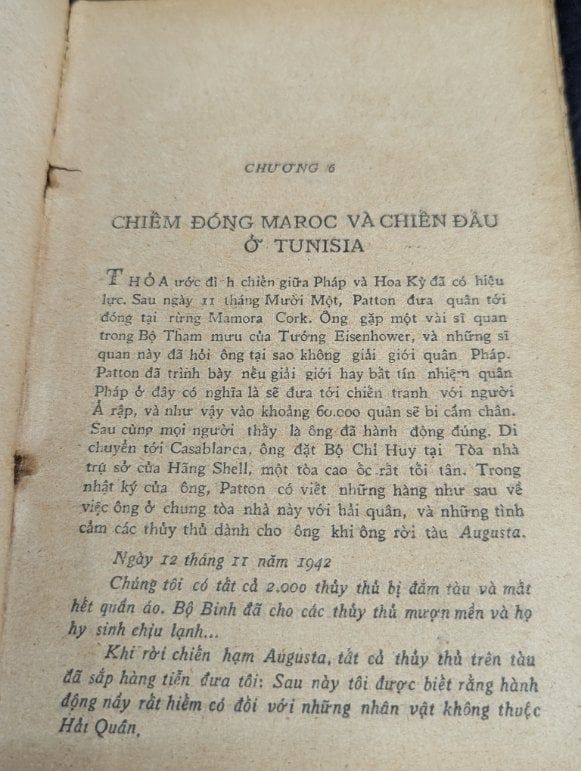 CHƯƠNG 6
CHIẾM ĐÓNG MAROC VÀ CHIẾN ĐẤU
Ở TUNISIA
THỎA ước đì h chiến giữa Pháp và Hoa Kỳ đã có hiệu
lực. Sau ngày 11 tháng Mười Một, Patton đưa quân tới
đóng tại rừng Mamora Cork. Ông gặp một vài sĩ quan
trong Bộ Tham mưu của Tướng Eisenhower, và những sĩ
quan này đã hỏi ông tại sao không giải giới quân Pháp.
Patton đã trình bày nếu giải giới hay bất tín nhiệm quân
Pháp ở đây có nghĩa là sẽ đưa tới chiến tranh với người
Ả rập, và như vậy vào khoảng 60.000 quân sẽ bị cầm chân.
Sau cùng mọi người thấy là ông đã hành động đúng. Di
chuyển tới Casablanca, ông đặt Bộ Chỉ Huy tại Tòa nhà
trụ sở của Hãng Shell, một tòa cao ốc rất tối tân. Trong
nhật ký của ông, Patton có viết những hàng như sau về
việc ông ở chung tòa nhà này với hải quân, và những tình
cảm các thủy thủ dành cho ông khi ông rời tàu Augusta.
Ngày 12 tháng 11 năm 1942
Chúng tôi có tất cả 2.000 thủy thủ bị đắm tàu và mất
hết quần áo. Bộ Binh đã cho các thủy thủ mượn mền và họ
hy sinh chịu lạnh...
Khi rời chiến hạm Augusta, tất cả thủy thủ trên tàu
đã sắp hàng tiễn đưa tôi: Sau này tôi được biết rằng hành
động nầy rất hiếm có đối với những nhân vật không thuộc
Hải Quân.